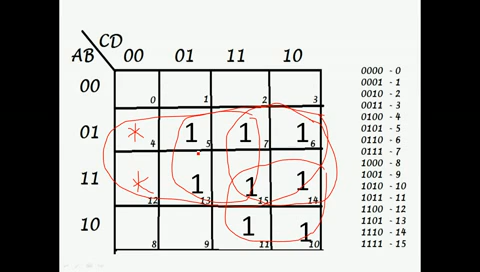 CD
AB 00 01 11 10
00
0 1 2 3
01 * 1 1 1
4 5 7 6
11 * 1 1 1
12 13 15 14
10 1 1
8 9 11 10
0000 - 0
0001 - 1
0010 - 2
0011 - 3
0100 - 4
0101 - 5
0110 - 6
0111 - 7
1000 - 8
1001 - 9
1010 - 10
1011 - 11
1100 - 12
1101 - 13
1110 - 14
1111 - 15